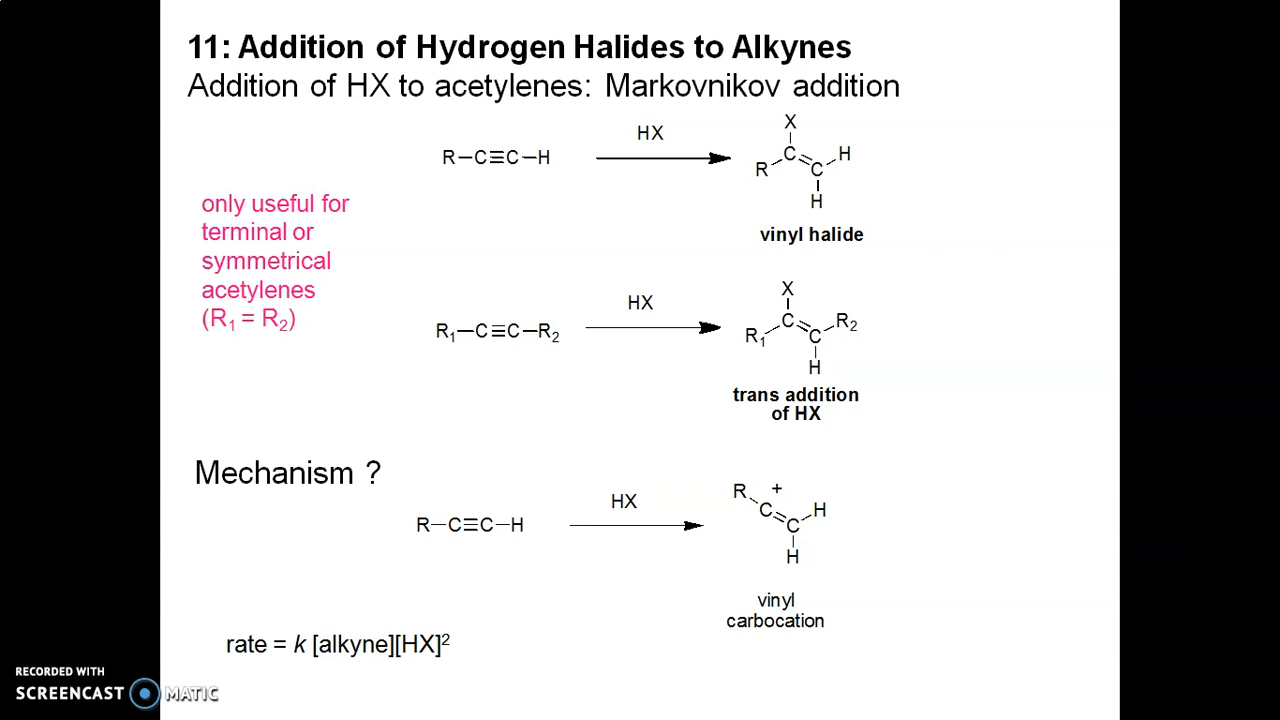 11: Addition of Hydrogen Halides to Alkynes
Addition of HX to acetylenes: Markovnikov addition
R–C≡C–H
HX
X
R
C
C
H
H
vinyl halide
only useful for
terminal or
symmetrical
acetylenes
(R₁ = R₂)
R₁–C≡C–R₂
HX
X
R₁
C
C
R₂
H
trans addition
of HX
Mechanism ?
R–C≡C–H
HX
R
+
C
C
H
H
vinyl
carbocation
rate = k [alkyne][HX]²
RECORDED WITH
SCREENCAST MATIC